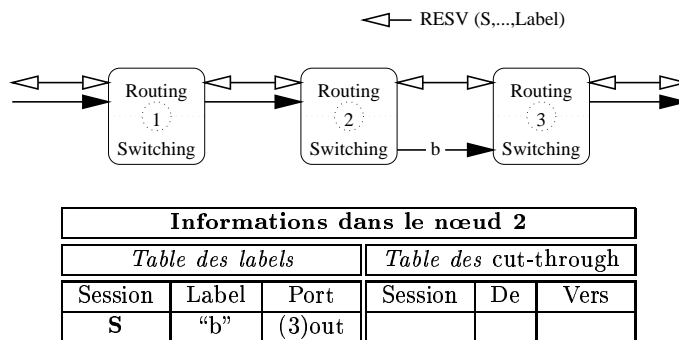 RESV (S,...,Label)
Routing Routing Routing
1 2 3
Switching Switching b Switching
Informations dans le nœud 2
Table des labels Table des cut-through
Session Label Port Session De Vers
S “b” (3)out